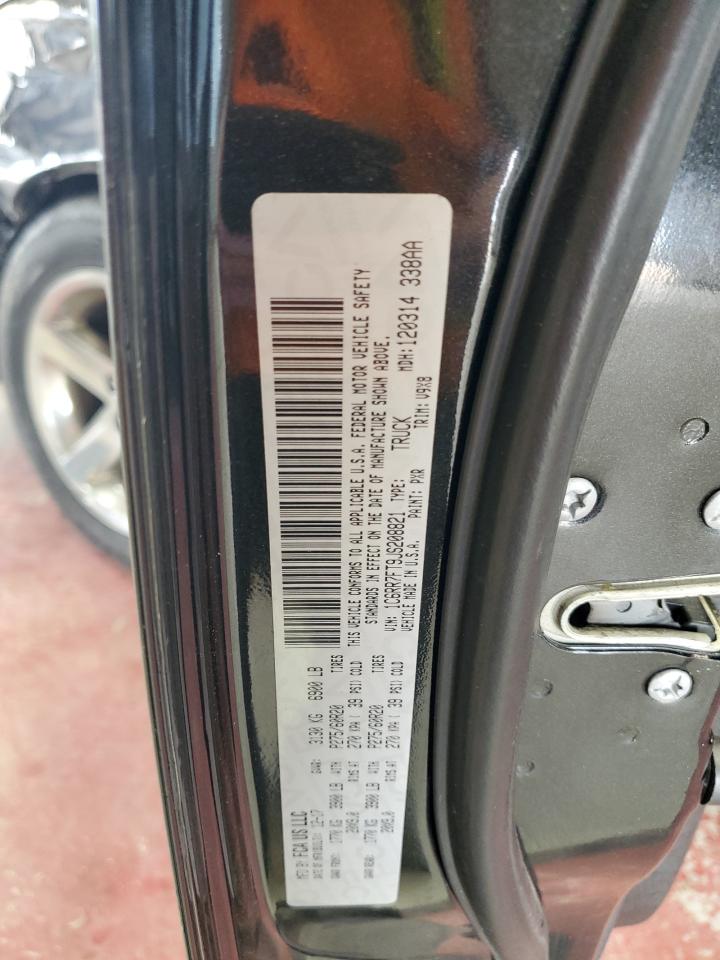 MFD BY: FCA US LLC
DATE OF MFR(BUILD): 12-17 GVWR: 3130 KG 6900 LB
GAWR FRONT: 1770 KG 3900 LB WITH P275/60R20 TIRES
20X9.0 RIMS AT 270 KPA ( 39 PSI) COLD
GAWR REAR: 1770 KG 3900 LB WITH P275/60R20 TIRES
20X9.0 RIMS AT 270 KPA ( 39 PSI) COLD
THIS VEHICLE CONFORMS TO ALL APPLICABLE U.S.A. FEDERAL MOTOR VEHICLE SAFETY
STANDARDS IN EFFECT ON THE DATE OF MANUFACTURE SHOWN ABOVE.
VIN: 1C6RR7FT9JS208821 TYPE: TRUCK MDH: 120314 338AA
VEHICLE MADE IN U.S.A. PAINT: PXR TRIM: V9X8